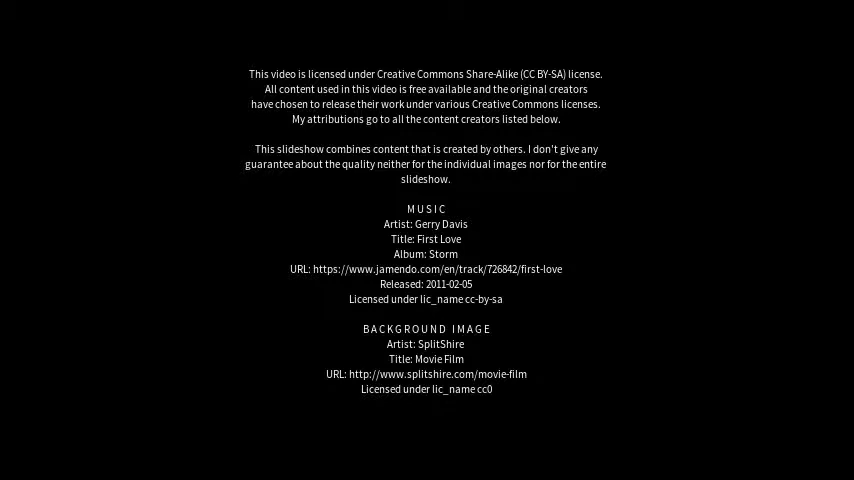 This video is licensed under Creative Commons Share-Alike (CC BY-SA) license.
All content used in this video is free available and the original creators
have chosen to release their work under various Creative Commons licenses.
My attributions go to all the content creators listed below.
This slideshow combines content that is created by others. I don't give any
guarantee about the quality neither for the individual images nor for the entire
slideshow.
MUSIC
Artist: Gerry Davis
Title: First Love
Album: Storm
URL: https://www.jamendo.com/en/track/726842/first-love
Released: 2011-02-05
Licensed under lic_name cc-by-sa
BACKGROUND IMAGE
Artist: SplitShire
Title: Movie Film
URL: http://www.splitshire.com/movie-film
Licensed under lic_name cc0